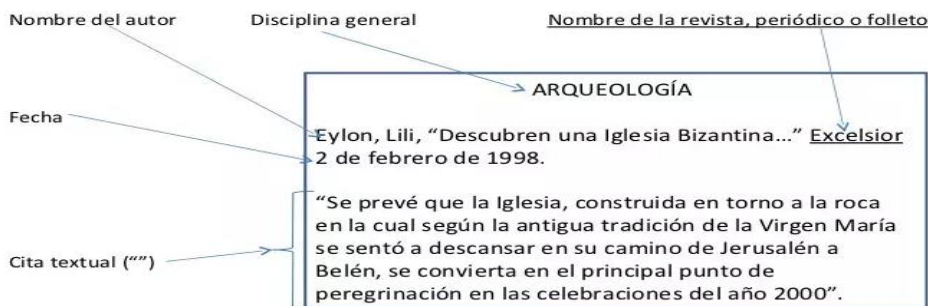 Nombre del autor
Disciplina general
Nombre de la revista, periódico o folleto
ARQUEOLOGÍA
Fecha
Eylon, Lili, “Descubren una Iglesia Bizantina...” Excelsior
2 de febrero de 1998.
“Se prevé que la Iglesia, construida en torno a la roca
en la cual según la antigua tradición de la Virgen María
se sentó a descansar en su camino de Jerusalén a
Belén, se convierta en el principal punto de
peregrinación en las celebraciones del año 2000”.
Cita textual (“”)